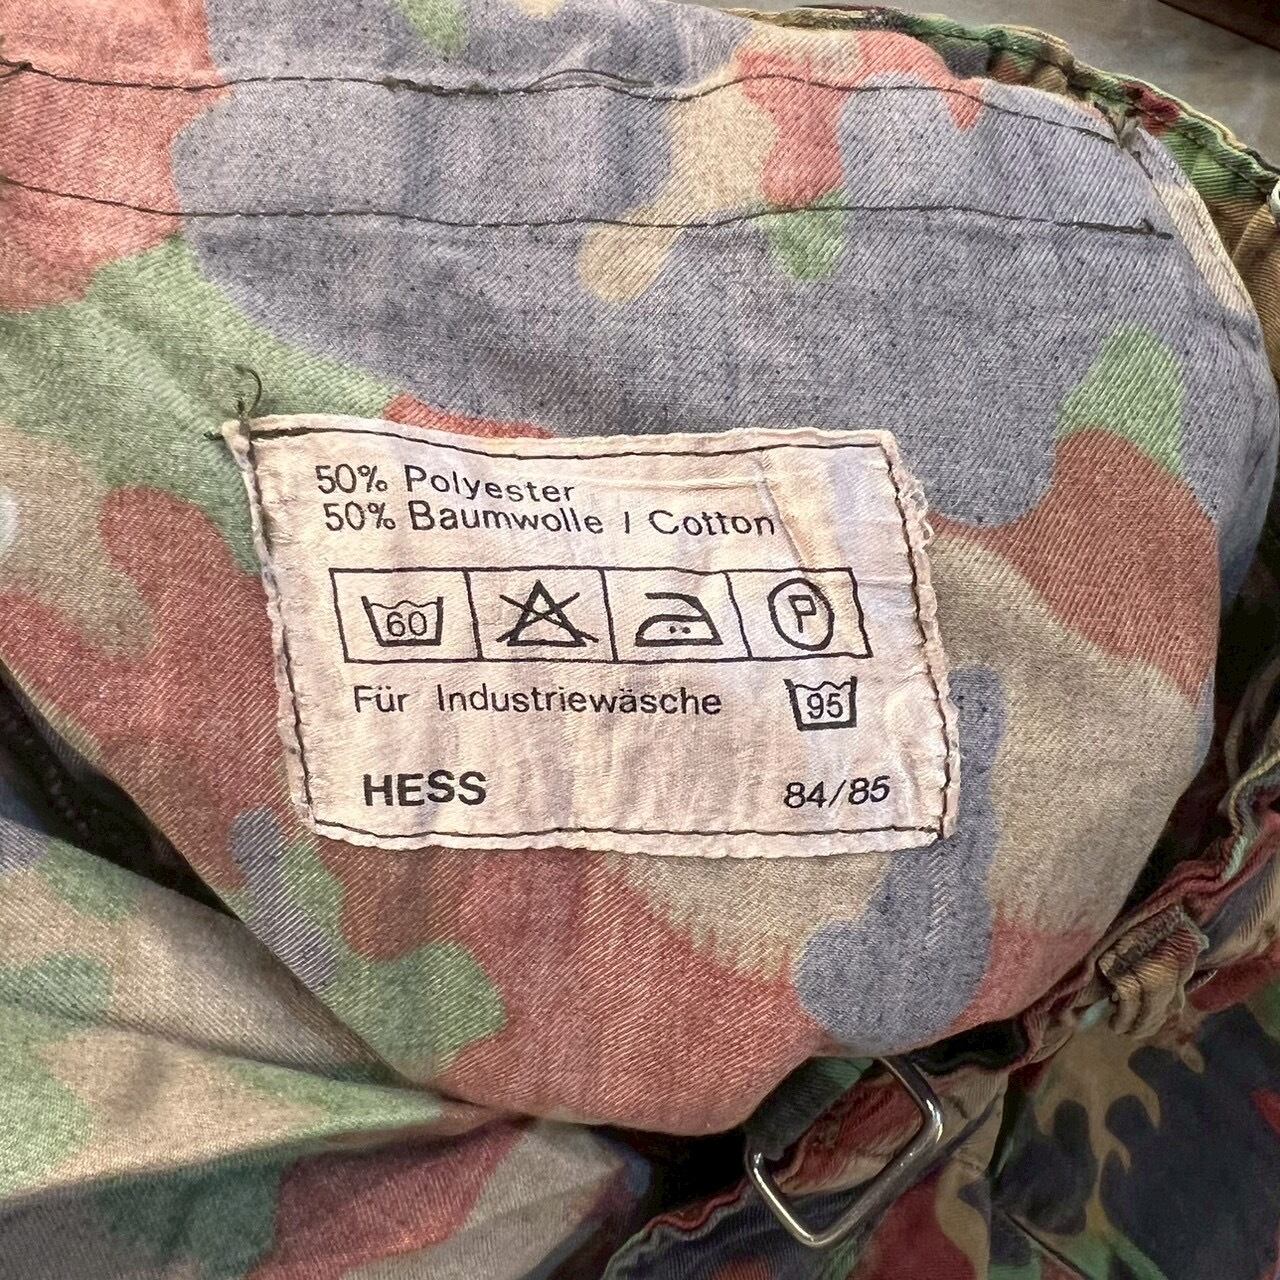 50% Polyester
50% Baumwolle / Cotton
60 P
Für Industriewäsche 95
HESS 84/85